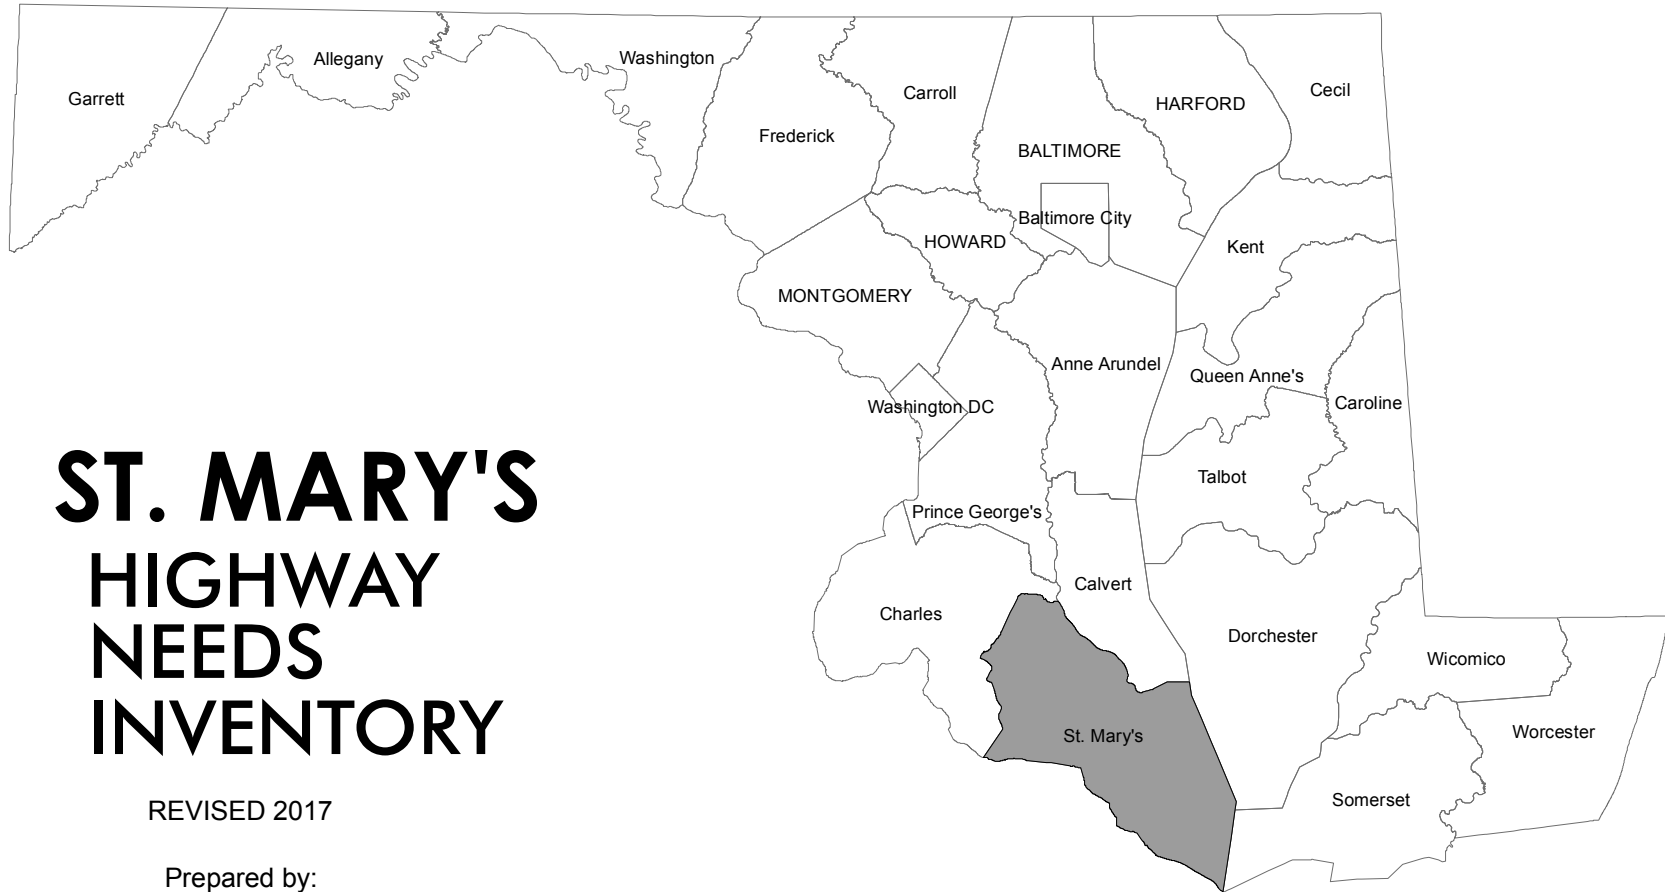 Garrett
Allegany
Washington
Frederick
Carroll
BALTIMORE
HARFORD
Cecil
Baltimore City
HOWARD
Kent
MONTGOMERY
Anne Arundel
Queen Anne's
Washington DC
Caroline
Talbot
Prince George's
Calvert
Charles
Dorchester
Wicomico
St. Mary's
Worcester
Somerset
ST. MARY'S
HIGHWAY
NEEDS
INVENTORY
REVISED 2017
Prepared by: